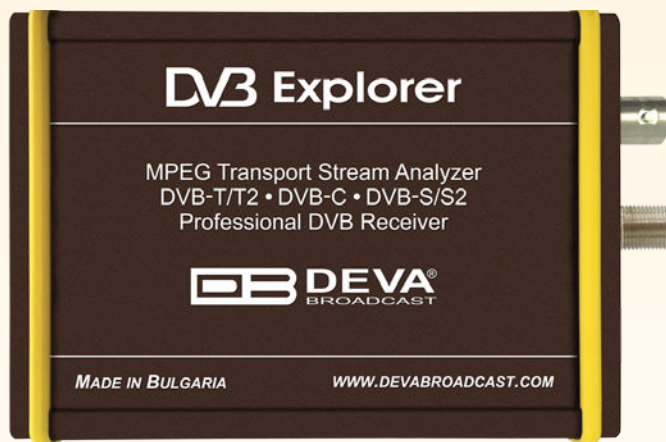 DVB Explorer
MPEG Transport Stream Analyzer
DVB-T/T2 • DVB-C • DVB-S/S2
Professional DVB Receiver
DB DEVA®
BROADCAST
MADE IN BULGARIA
WWW.DEVABROADCAST.COM